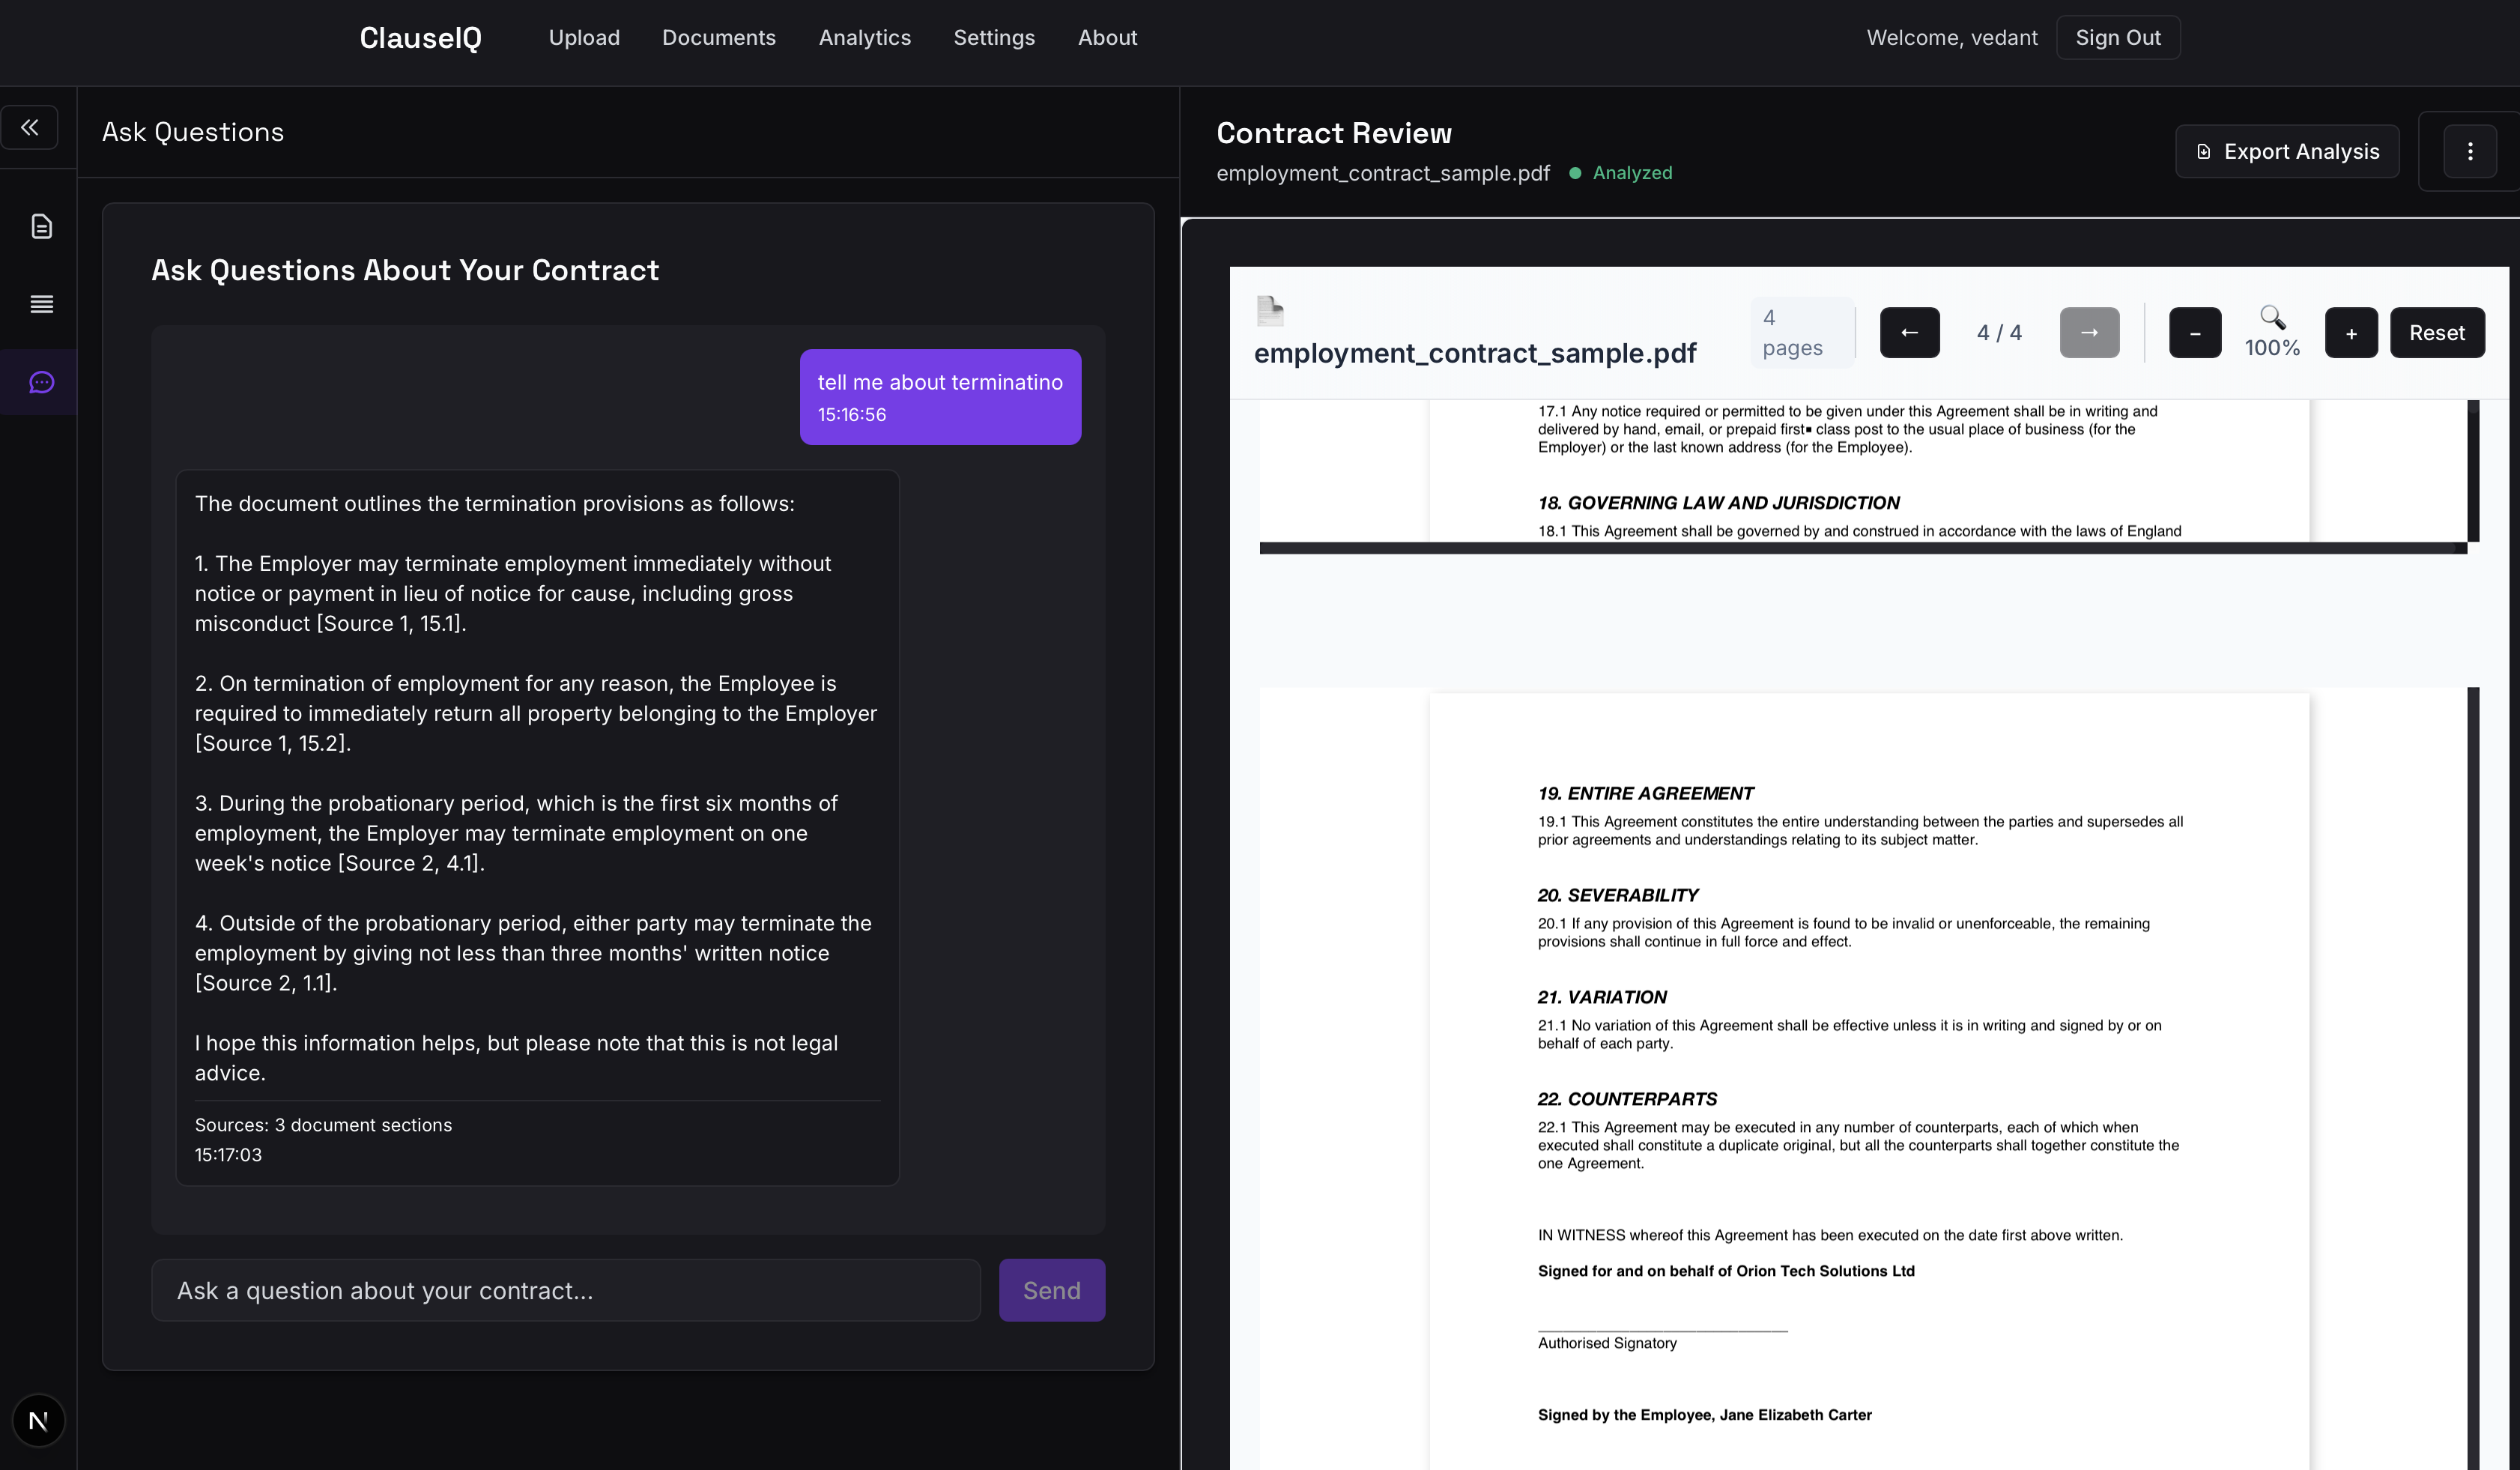 ClauseIQ
Upload
Documents
Analytics
Settings
About
Welcome, vedant
Sign Out
Ask Questions
Ask Questions About Your Contract
tell me about terminatino
15:16:56
The document outlines the termination provisions as follows:
1. The Employer may terminate employment immediately without
notice or payment in lieu of notice for cause, including gross
misconduct [Source 1, 15.1].
2. On termination of employment for any reason, the Employee is
required to immediately return all property belonging to the Employer
[Source 1, 15.2].
3. During the probationary period, which is the first six months of
employment, the Employer may terminate employment on one
week's notice [Source 2, 4.1].
4. Outside of the probationary period, either party may terminate the
employment by giving not less than three months' written notice
[Source 2, 1.1].
I hope this information helps, but please note that this is not legal
advice.
Sources: 3 document sections
15:17:03
Ask a question about your contract...
Send
N
Contract Review
employment_contract_sample.pdf
Analyzed
Export Analysis
employment_contract_sample.pdf
4
pages
←
4 / 4
→
-
100%
+
Reset
17.1 Any notice required or permitted to be given under this Agreement shall be in writing and
delivered by hand, email, or prepaid first■ class post to the usual place of business (for the
Employer) or the last known address (for the Employee).
18. GOVERNING LAW AND JURISDICTION
18.1 This Agreement shall be governed by and construed in accordance with the laws of England
19. ENTIRE AGREEMENT
19.1 This Agreement constitutes the entire understanding between the parties and supersedes all
prior agreements and understandings relating to its subject matter.
20. SEVERABILITY
20.1 If any provision of this Agreement is found to be invalid or unenforceable, the remaining
provisions shall continue in full force and effect.
21. VARIATION
21.1 No variation of this Agreement shall be effective unless it is in writing and signed by or on
behalf of each party.
22. COUNTERPARTS
22.1 This Agreement may be executed in any number of counterparts, each of which when
executed shall constitute a duplicate original, but all the counterparts shall together constitute the
one Agreement.
IN WITNESS whereof this Agreement has been executed on the date first above written.
Signed for and on behalf of Orion Tech Solutions Ltd
Authorised Signatory
Signed by the Employee, Jane Elizabeth Carter